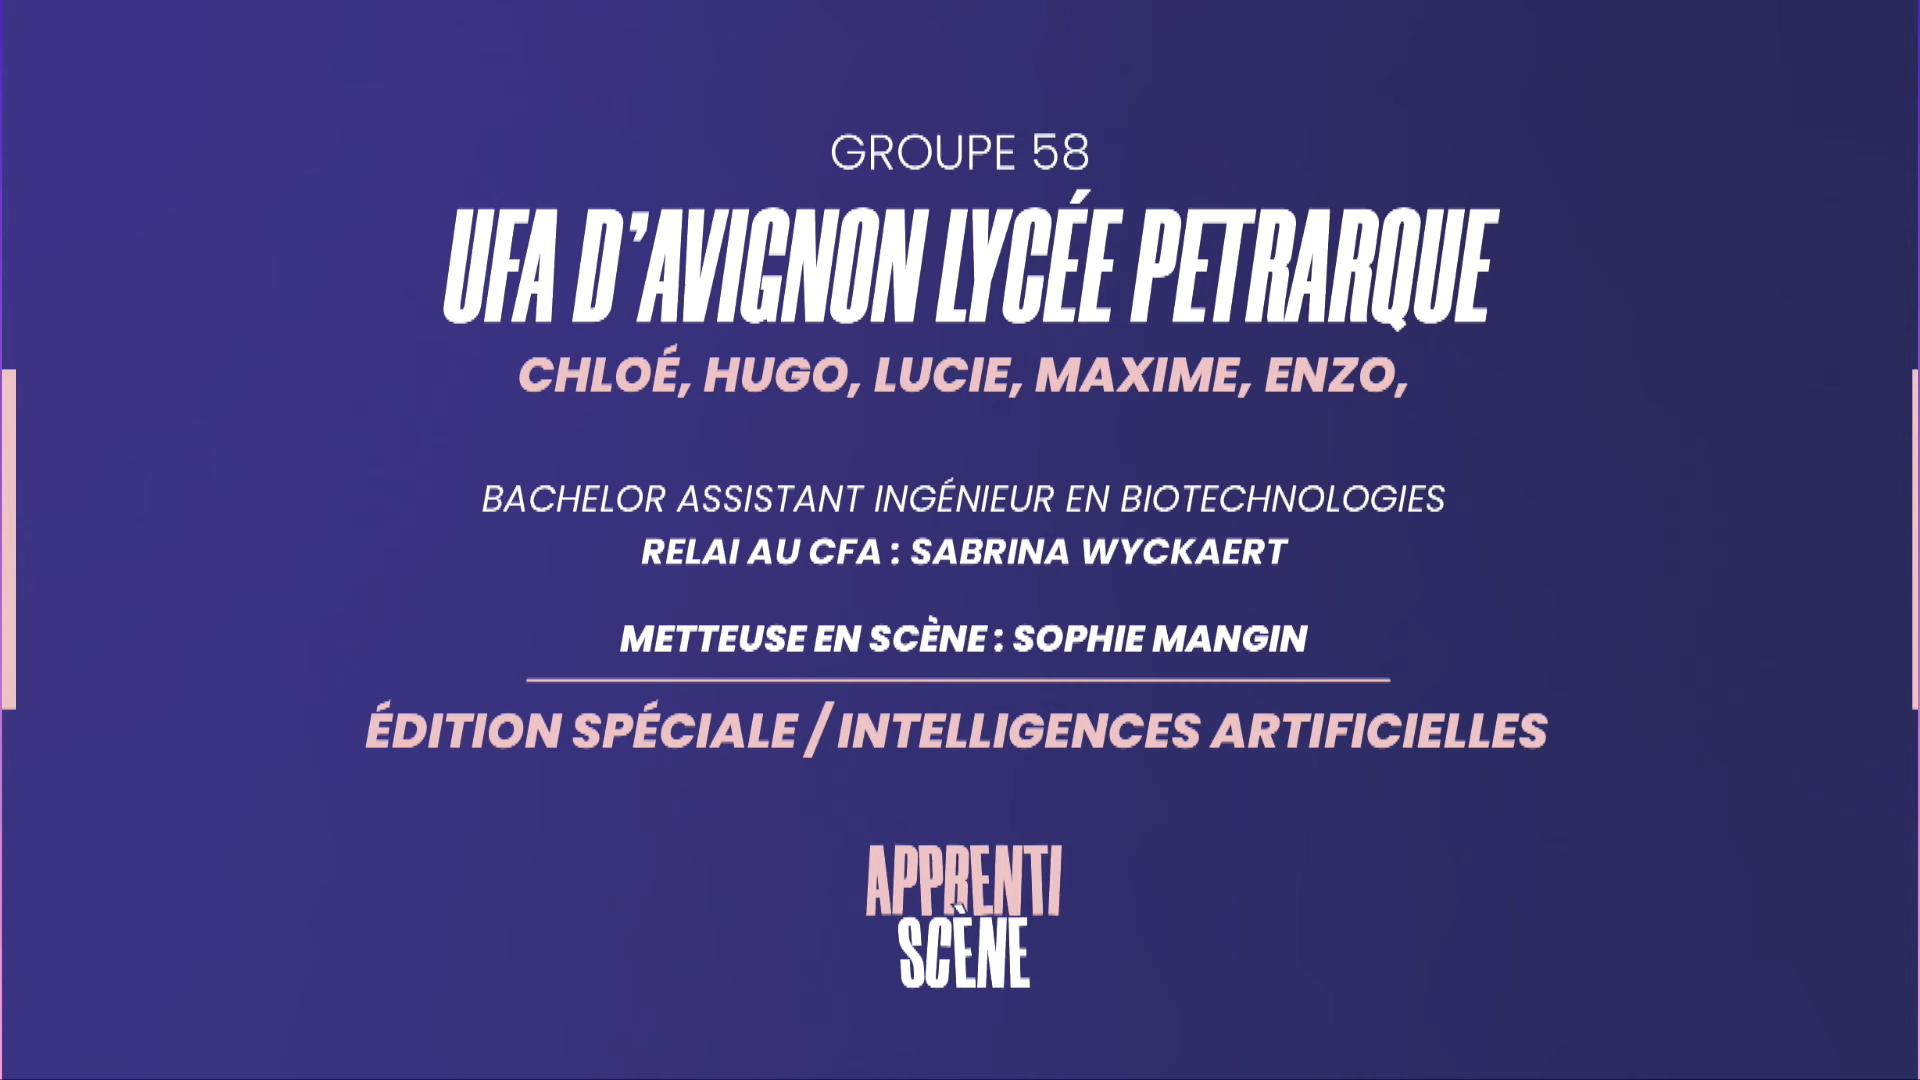 GROUPE 58
UFA D’AVIGNON LYCÉE PETRARQUE
CHLOÉ, HUGO, LUCIE, MAXIME, ENZO,
BACHELOR ASSISTANT INGÉNIEUR EN BIOTECHNOLOGIES
RELAI AU CFA : SABRINA WYCKAERT
METTEUSE EN SCÈNE : SOPHIE MANGIN
ÉDITION SPÉCIALE / INTELLIGENCES ARTIFICIELLES
APPRENTI
SCÈNE